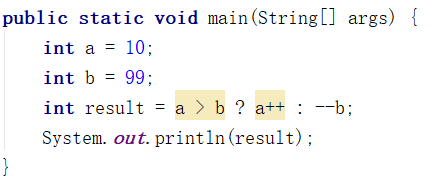 public static void main(String[] args) {
int a = 10;
int b = 99;
int result = a > b ? a++ : --b;
System.out.println(result);
}